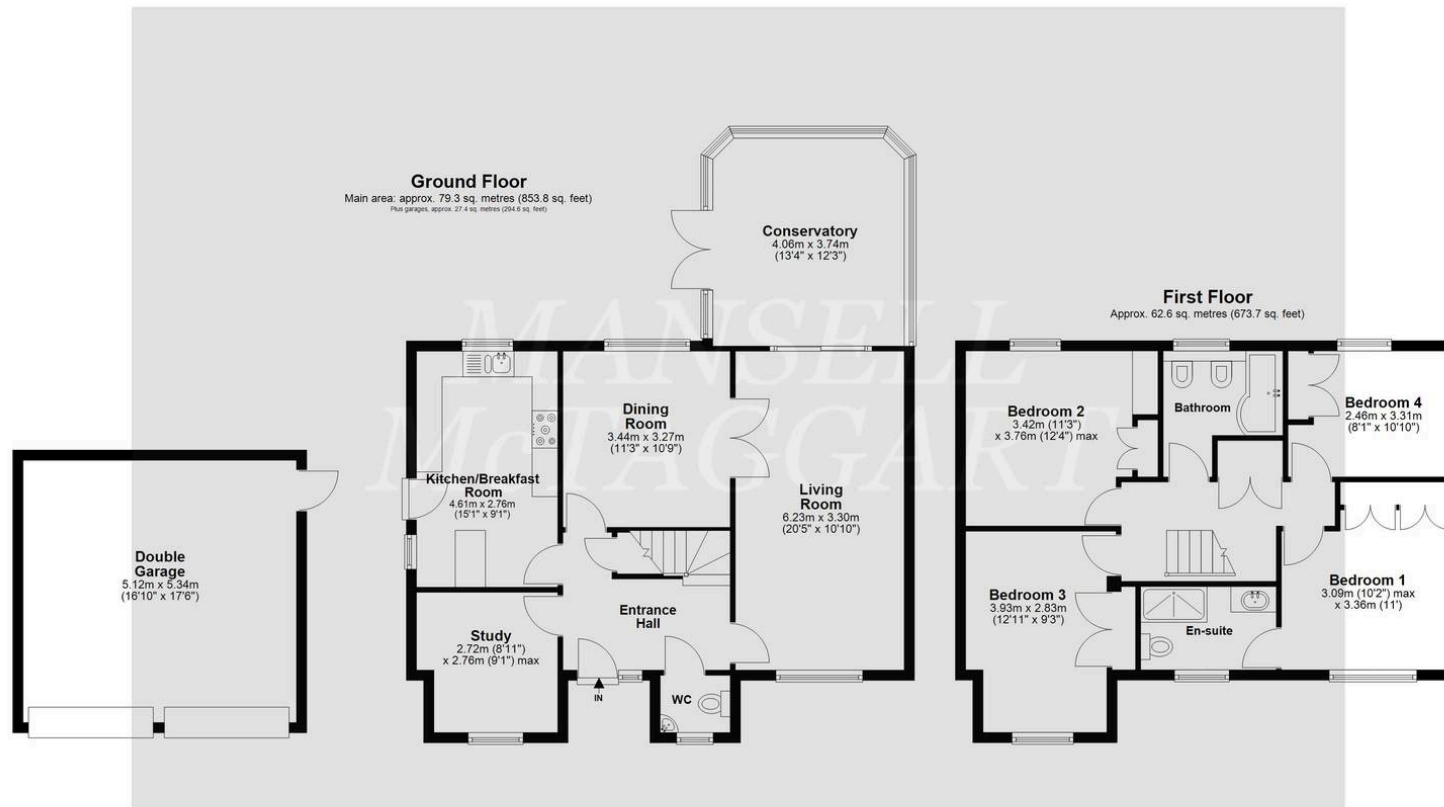 Ground Floor
Main area: approx. 79.3 sq. metres (853.8 sq. feet)
Plus garages, approx. 27.4 sq. metres (294.6 sq. feet)
Conservatory
4.06m x 3.74m
(13'4" x 12'3")
First Floor
Approx. 62.6 sq. metres (673.7 sq. feet)
MANSELL
McTAGGART
Double
Garage
5.12m x 5.34m
(16'10" x 17'6")
Kitchen/Breakfast
Room
4.61m x 2.76m
(15'1" x 9'1")
Dining
Room
3.44m x 3.27m
(11'3" x 10'9")
Living
Room
6.23m x 3.30m
(20'5" x 10'10")
Study
2.72m (8'11")
x 2.76m (9'1") max
Entrance
Hall
IN
WC
Bedroom 2
3.42m (11'3")
x 3.76m (12'4") max
Bathroom
Bedroom 4
2.46m x 3.31m
(8'1" x 10'10")
Bedroom 3
3.93m x 2.83m
(12'11" x 9'3")
En-suite
Bedroom 1
3.09m (10'2") max
x 3.36m (11')